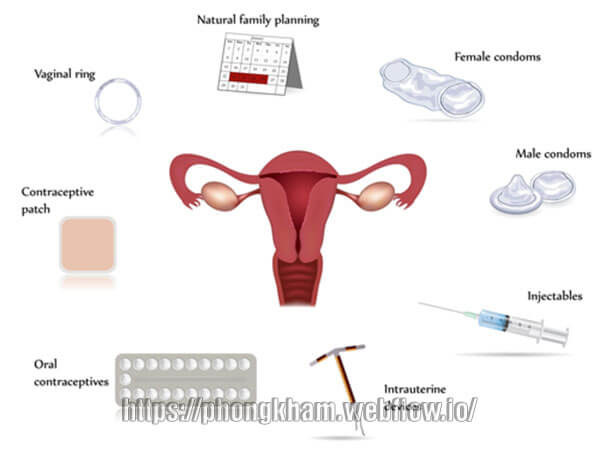 Natural family planning
Female condoms
Vaginal ring
Male condoms
Contraceptive
patch
Injectables
Oral
contraceptives
Intrauterine
devices
https://phongkham.webflow.io/